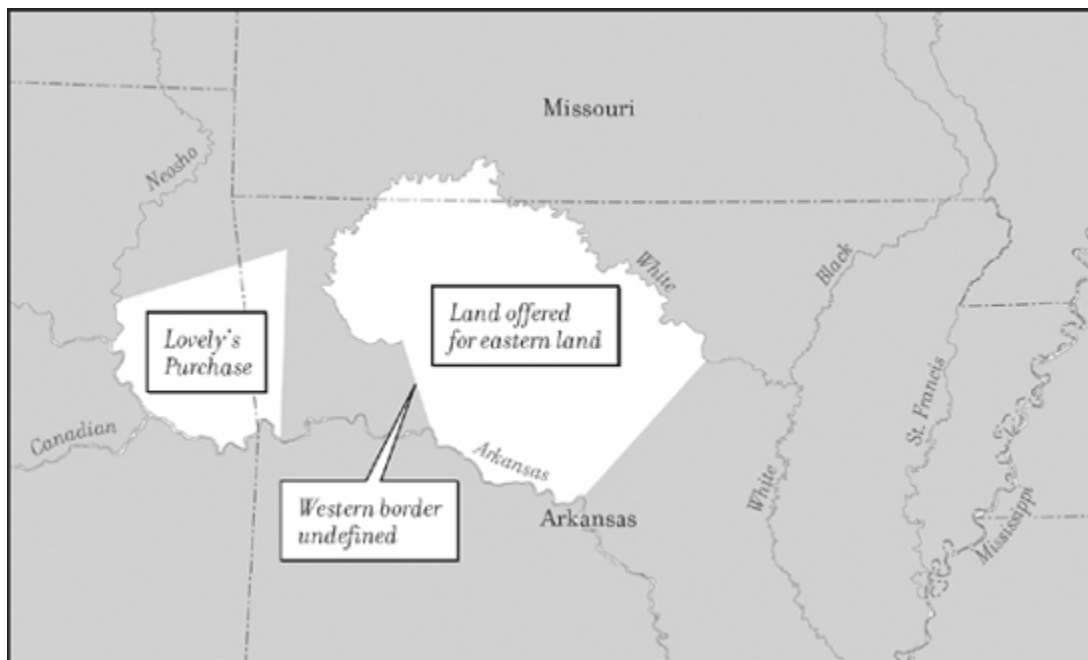 Missouri
Neosho
White
Black
Land offered
for eastern land
Lovely's
Purchase
St. Francis
Canadian
Arkansas
White
Western border
undefined
Arkansas
Mississippi